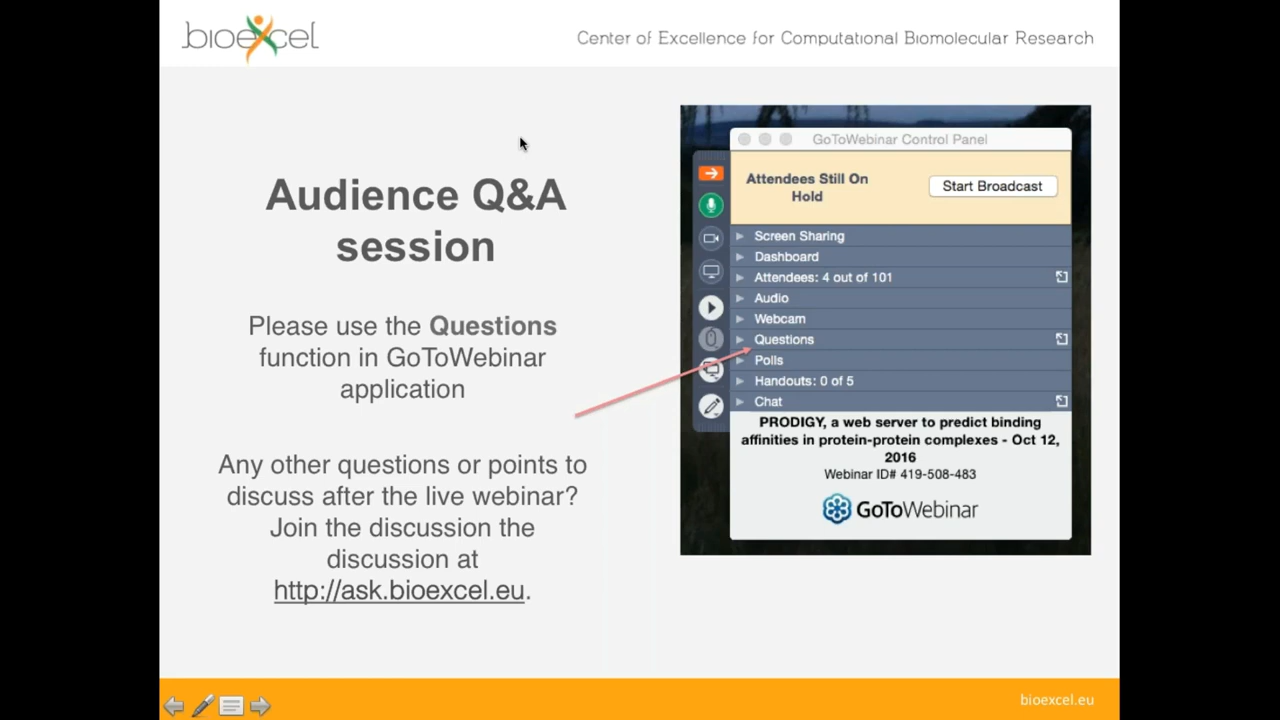 bioexcel
Center of Excellence for Computational Biomolecular Research
Audience Q&A
session
Please use the Questions
function in GoToWebinar
application
Any other questions or points to
discuss after the live webinar?
Join the discussion the
discussion at
http://ask.bioexcel.eu.
GoToWebinar Control Panel
Attendees Still On
Hold
Start Broadcast
Screen Sharing
Dashboard
Attendees: 4 out of 101
Audio
Webcam
Questions
Polls
Handouts: 0 of 5
Chat
PRODIGY, a web server to predict binding
affinities in protein-protein complexes - Oct 12,
2016
Webinar ID# 419-508-483
GoToWebinar
bioexcel.eu